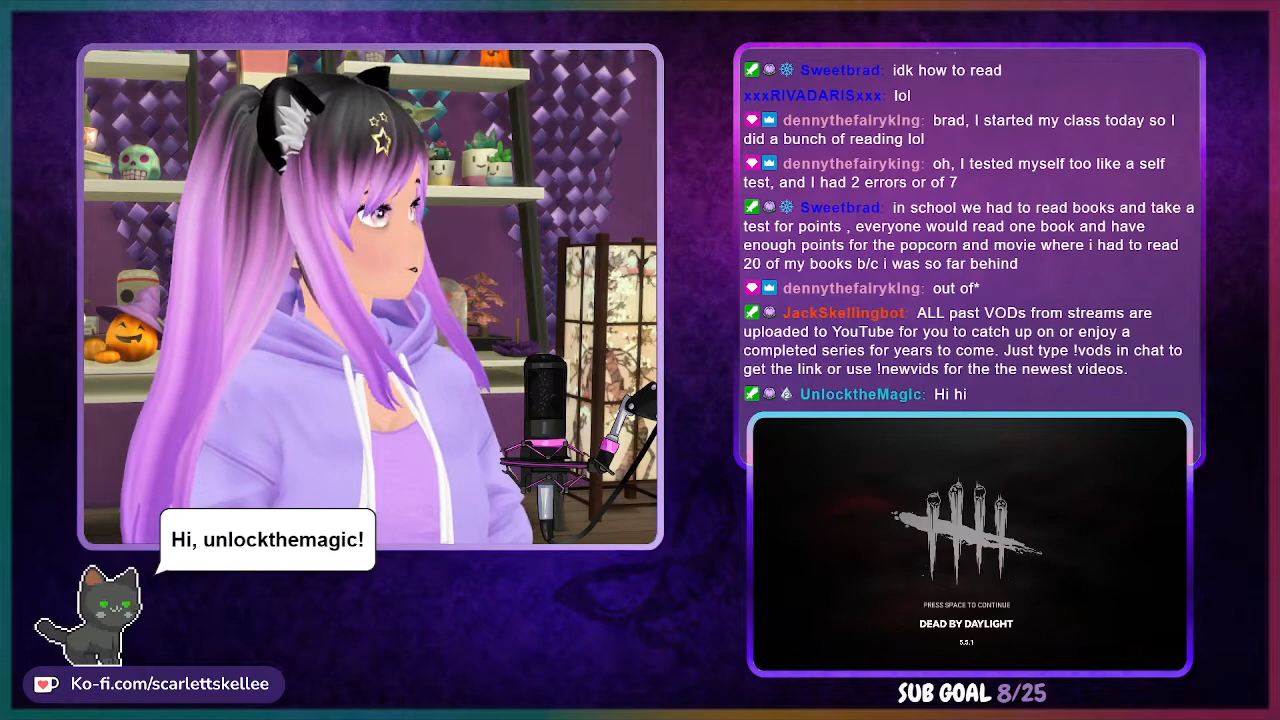 Sweetbrad: idk how to read
xxxRIVADARISxxx: lol
dennythefairykIng: brad, I started my class today so I
did a bunch of reading lol
dennythefairykIng: oh, I tested myself too like a self
test, and I had 2 errors or of 7
Sweetbrad: in school we had to read books and take a
test for points , everyone would read one book and have
enough points for the popcorn and movie where i had to read
20 of my books b/c i was so far behind
dennythefairykIng: out of*
JackSkellingbot: ALL past VODs from streams are
uploaded to YouTube for you to catch up on or enjoy a
completed series for years to come. Just type !vods in chat to
get the link or use !newvids for the the newest videos.
UnlocktheMagIc: Hi hi
Hi, unlockthemagic!
PRESS SPACE TO CONTINUE
DEAD BY DAYLIGHT
5.5.1
Ko-fi.com/scarlettskellee
SUB GOAL 8/25